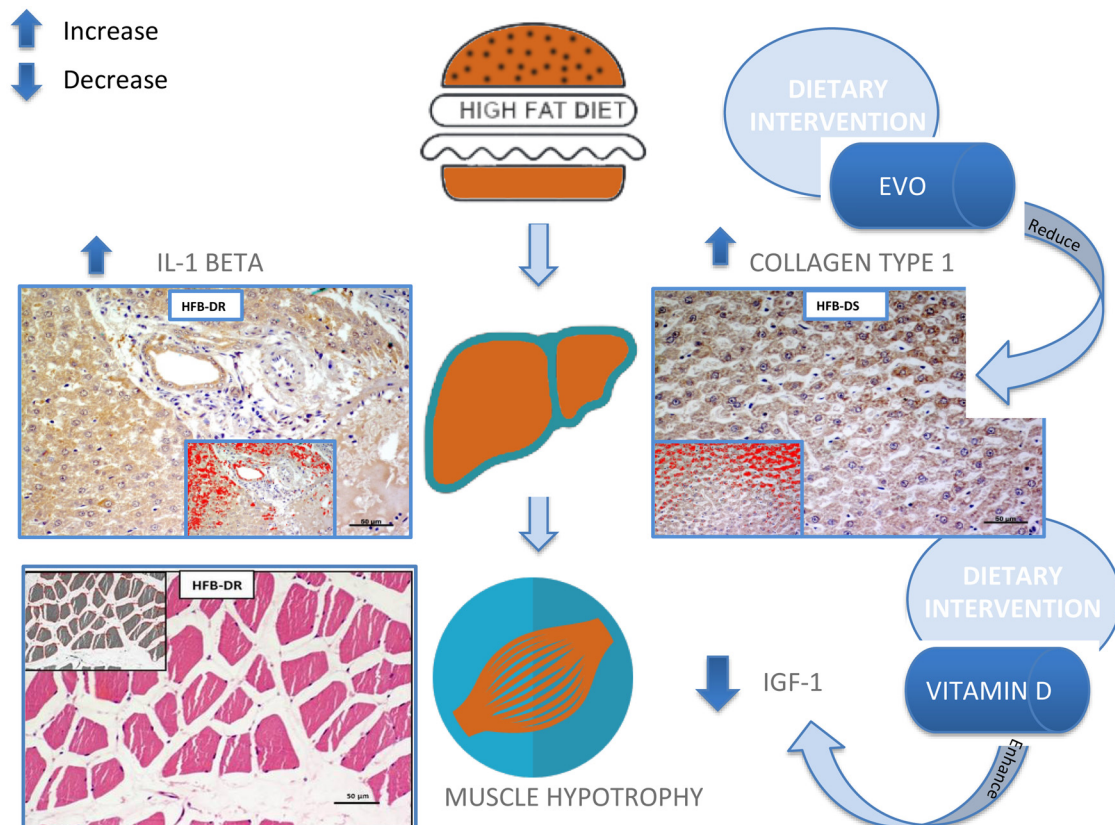 Increase
Decrease
HIGH FAT DIET
DIETARY
INTERVENTION
EVO
Reduce
IL-1 BETA
COLLAGEN TYPE 1
HFB-DR
HFB-DS
50 µm
50 µm
HFB-DR
50 µm
DIETARY
INTERVENTION
IGF-1
VITAMIN D
Enhance
MUSCLE HYPOTROPHY